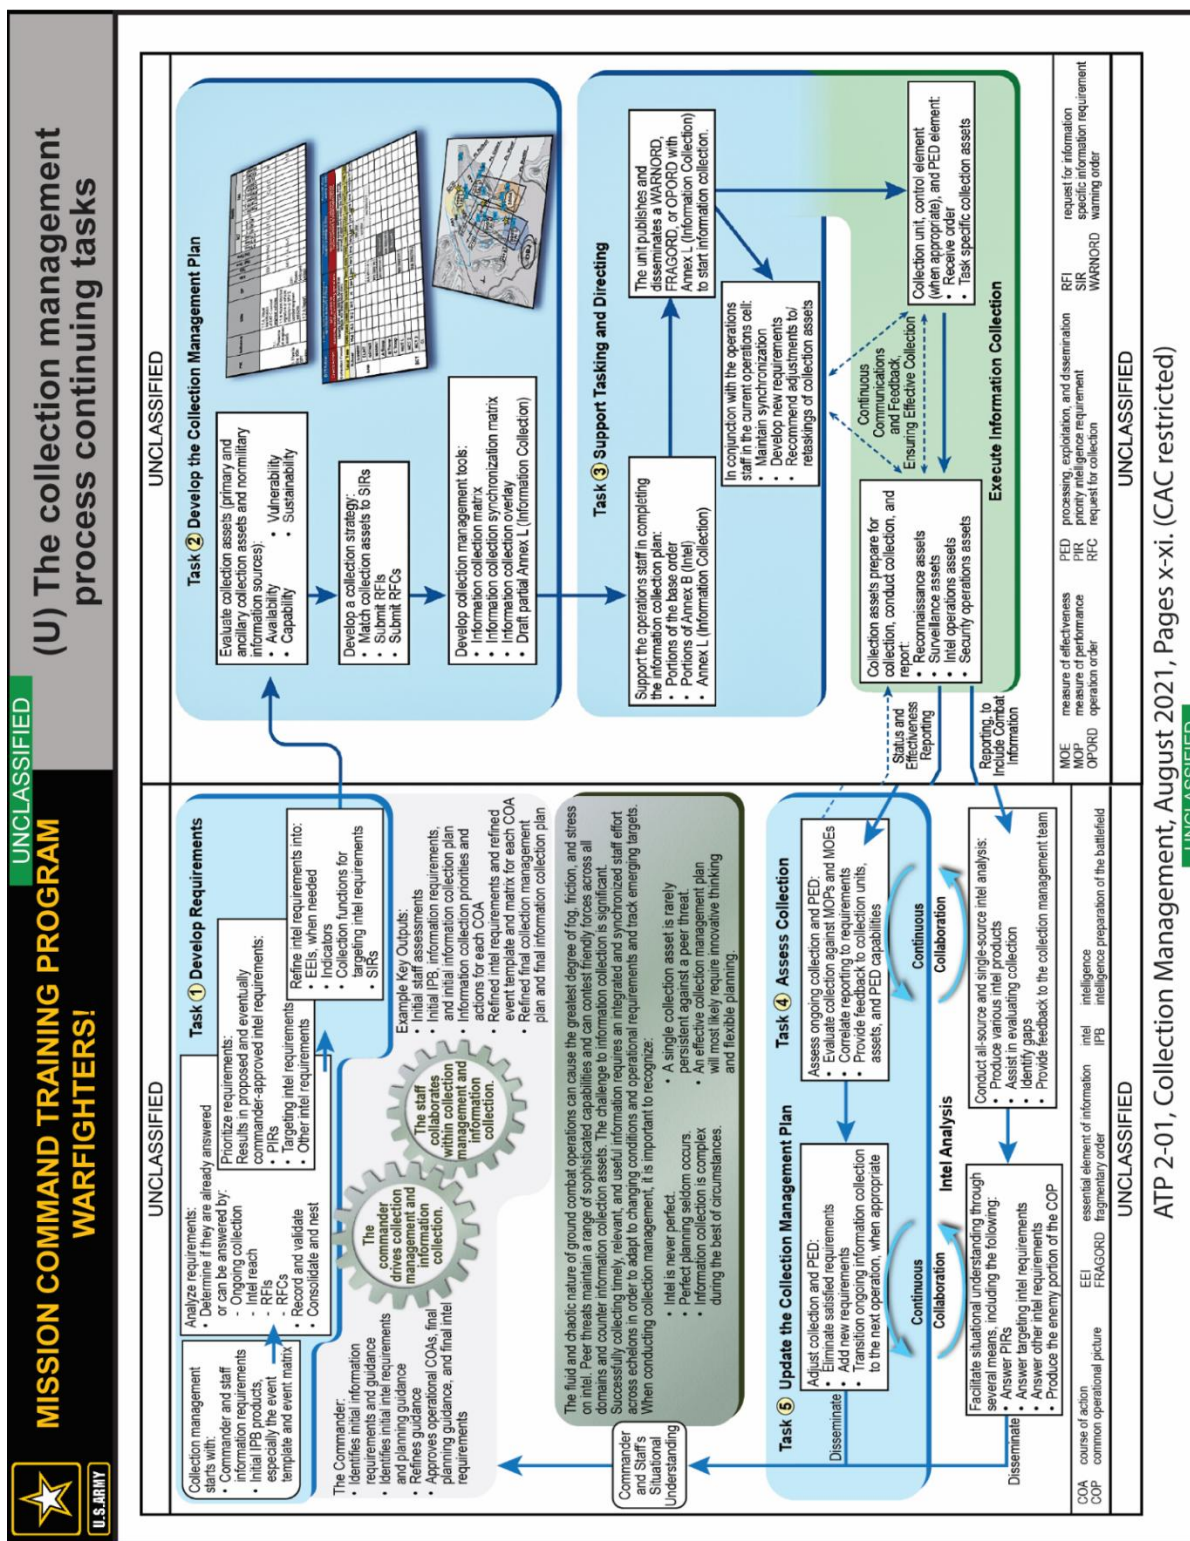 UNCLASSIFIED
MISSION COMMAND TRAINING PROGRAM
WARFIGHTERS!
U.S.ARMY
(U) The collection management
process continuing tasks
UNCLASSIFIED
Task 1 Develop Requirements
Collection management
starts with:
• Commander and staff
information requirements
• Initial IPB products,
especially the event
template and event matrix
Analyze requirements:
• Determine if they are already answered
or can be answered by:
- Ongoing collection
- Intel reach
- RFIs
- RFCs
• Record and validate
• Consolidate and nest
Prioritize requirements:
Results in proposed and eventually
commander-approved intel requirements:
• PIRs
• Targeting intel requirements
• Other intel requirements
Refine intel requirements into:
• EEIs, when needed
• Indicators
• Collection functions for
targeting intel requirements
• SIRs
The Commander:
• Identifies initial information
requirements and guidance
• Identifies initial intel requirements
and planning guidance
• Refines guidance
• Approves operational COAs, final
planning guidance, and final intel
requirements
The
commander
drives collection
management and
information
collection.
The staff
collaborates
within collection
management and
information
collection.
Example Key Outputs:
• Initial staff assessments
• Initial IPB, information requirements,
and initial information collection plan
• Information collection priorities and
actions for each COA
• Refined intel requirements and refined
event template and matrix for each COA
• Refined final collection management
plan and final information collection plan
The fluid and chaotic nature of ground combat operations can cause the greatest degree of fog, friction, and stress
on intel. Peer threats maintain a range of sophisticated capabilities and can contest friendly forces across all
domains and counter information collection assets. The challenge to information collection is significant.
Successfully collecting timely, relevant, and useful information requires an integrated and synchronized staff effort
across echelons in order to adapt to changing conditions and operational requirements and track emerging targets.
When conducting collection management, it is important to recognize:
• Intel is never perfect.
• Perfect planning seldom occurs.
• Information collection is complex
during the best of circumstances.
• A single collection asset is rarely
persistent against a peer threat.
• An effective collection management plan
will most likely require innovative thinking
and flexible planning.
Commander
and Staff's
Situational
Understanding
Task 5 Update the Collection Management Plan
Adjust collection and PED:
• Eliminate satisfied requirements
• Add new requirements
• Transition ongoing information collection
to the next operation, when appropriate
Disseminate
Task 4 Assess Collection
Assess ongoing collection and PED:
• Evaluate collection against MOPs and MOEs
• Correlate reporting to requirements
• Provide feedback to collection units,
assets, and PED capabilities
Continuous
Collaboration
Intel Analysis
Continuous
Collaboration
Facilitate situational understanding through
several means, including the following:
• Answer PIRs
• Answer targeting intel requirements
• Answer other intel requirements
• Produce the enemy portion of the COP
Disseminate
Conduct all-source and single-source intel analysis:
• Produce various intel products
• Assist in evaluating collection
• Identify gaps
• Provide feedback to the collection management team
COA course of action
COP common operational picture
EEI essential element of information
FRAGORD fragmentary order
intel intelligence
IPB intelligence preparation of the battlefield
UNCLASSIFIED
UNCLASSIFIED
Task 2 Develop the Collection Management Plan
Evaluate collection assets (primary and
ancillary collection assets and nonmilitary
information sources):
• Availability
• Capability
• Vulnerability
• Sustainability
Develop a collection strategy:
• Match collection assets to SIRs
• Submit RFIs
• Submit RFCs
Develop collection management tools:
• Information collection matrix
• Information collection synchronization matrix
• Information collection overlay
• Draft partial Annex L (Information Collection)
Task 3 Support Tasking and Directing
Support the operations staff in completing
the information collection plan:
• Portions of the base order
• Portions of Annex B (Intel)
• Annex L (Information Collection)
The unit publishes and
disseminates a WARNORD,
FRAGORD, or OPORD with
Annex L (Information Collection)
to start information collection.
In conjunction with the operations
staff in the current operations cell:
• Maintain synchronization
• Develop new requirements
• Recommend adjustments to/
retaskings of collection assets
Continuous
Communications
and Feedback,
Ensuring Effective Collection
Collection assets prepare for
collection, conduct collection, and
report:
• Reconnaissance assets
• Surveillance assets
• Intel operations assets
• Security operations assets
Collection unit, control element
(when appropriate), and PED element:
• Receive order
• Task specific collection assets
Execute Information Collection
Status and
Effectiveness
Reporting
Reporting, to
Include Combat
Information
MOE measure of effectiveness
MOP measure of performance
OPORD operation order
PED processing, exploitation, and dissemination
PIR priority intelligence requirement
RFC request for collection
RFI request for information
SIR specific information requirement
WARNORD warning order
UNCLASSIFIED
ATP 2-01, Collection Management, August 2021, Pages x-xi. (CAC restricted)
UNCLASSIFIED